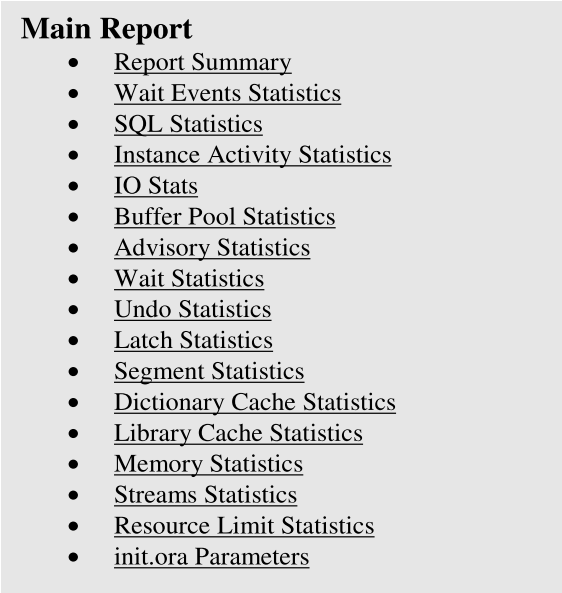 Main Report
• Report Summary
• Wait Events Statistics
• SQL Statistics
• Instance Activity Statistics
• IO Stats
• Buffer Pool Statistics
• Advisory Statistics
• Wait Statistics
• Undo Statistics
• Latch Statistics
• Segment Statistics
• Dictionary Cache Statistics
• Library Cache Statistics
• Memory Statistics
• Streams Statistics
• Resource Limit Statistics
• init.ora Parameters